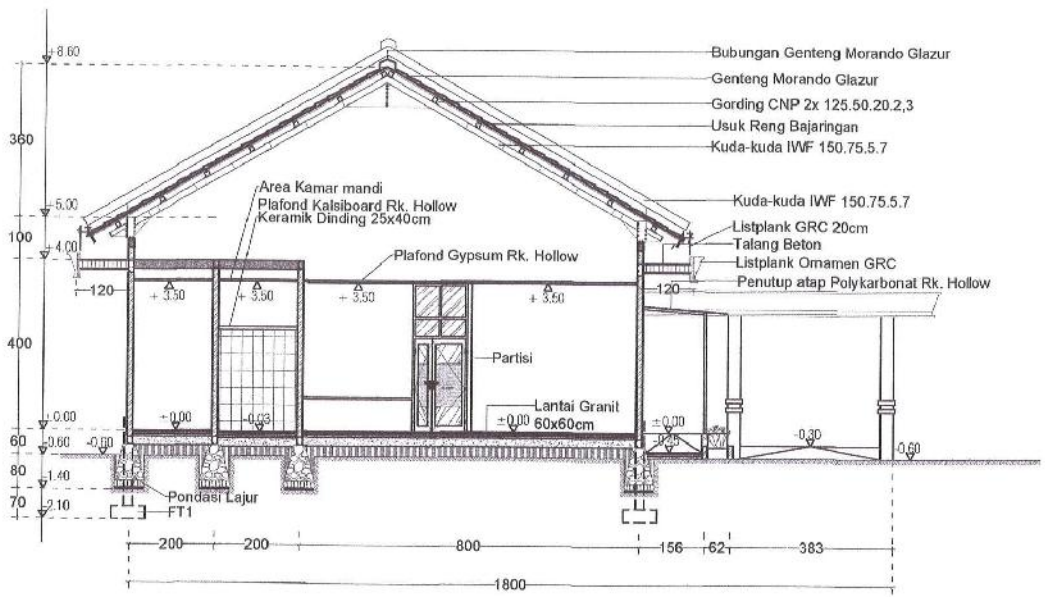 +8.60
Bubungan Genteng Morando Glazur
Genteng Morando Glazur
Gording CNP 2x 125.50.20.2,3
Usuk Reng Bajaringan
Kuda-kuda IWF 150.75.5.7
360
Area Kamar mandi
Plafond Kalsiboard Rk. Hollow
Keramik Dinding 25x40cm
Kuda-kuda IWF 150.75.5.7
+5.00
Listplank GRC 20cm
100
Talang Beton
+4.00
Plafond Gypsum Rk. Hollow
Listplank Ornamen GRC
Penutup atap Polykarbonat Rk. Hollow
120
+ 3.50
+ 3.50
+ 3.50
+ 3.50
120
400
Partisi
Lantai Granit
60x60cm
±0.00
±0.00
-0.03
±0.00
±0.00
60
-0.60
-0.60
-0.30
-0.60
80
-1.40
Pondasi Lajur
70
-2.10
FT1
200
200
800
156
62
383
1800